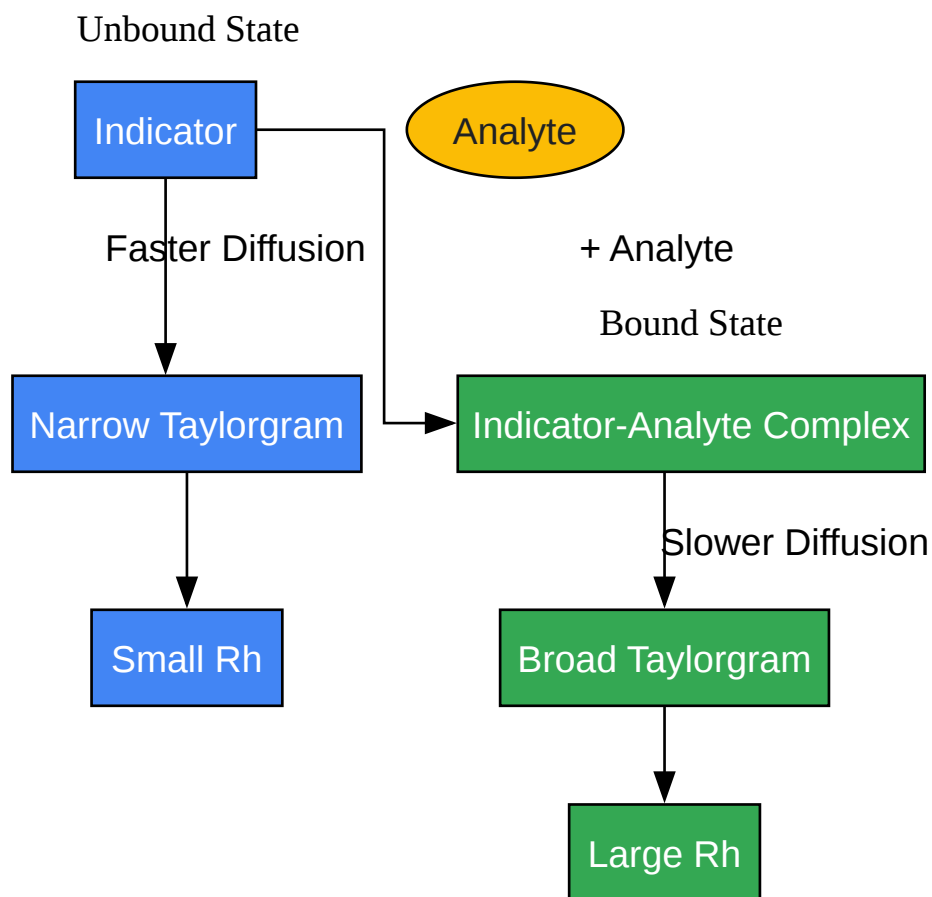 Unbound State
Indicator
Analyte
Faster Diffusion
+ Analyte
Bound State
Narrow Taylorgram
Indicator-Analyte Complex
Slower Diffusion
Small Rh
Broad Taylorgram
Large Rh